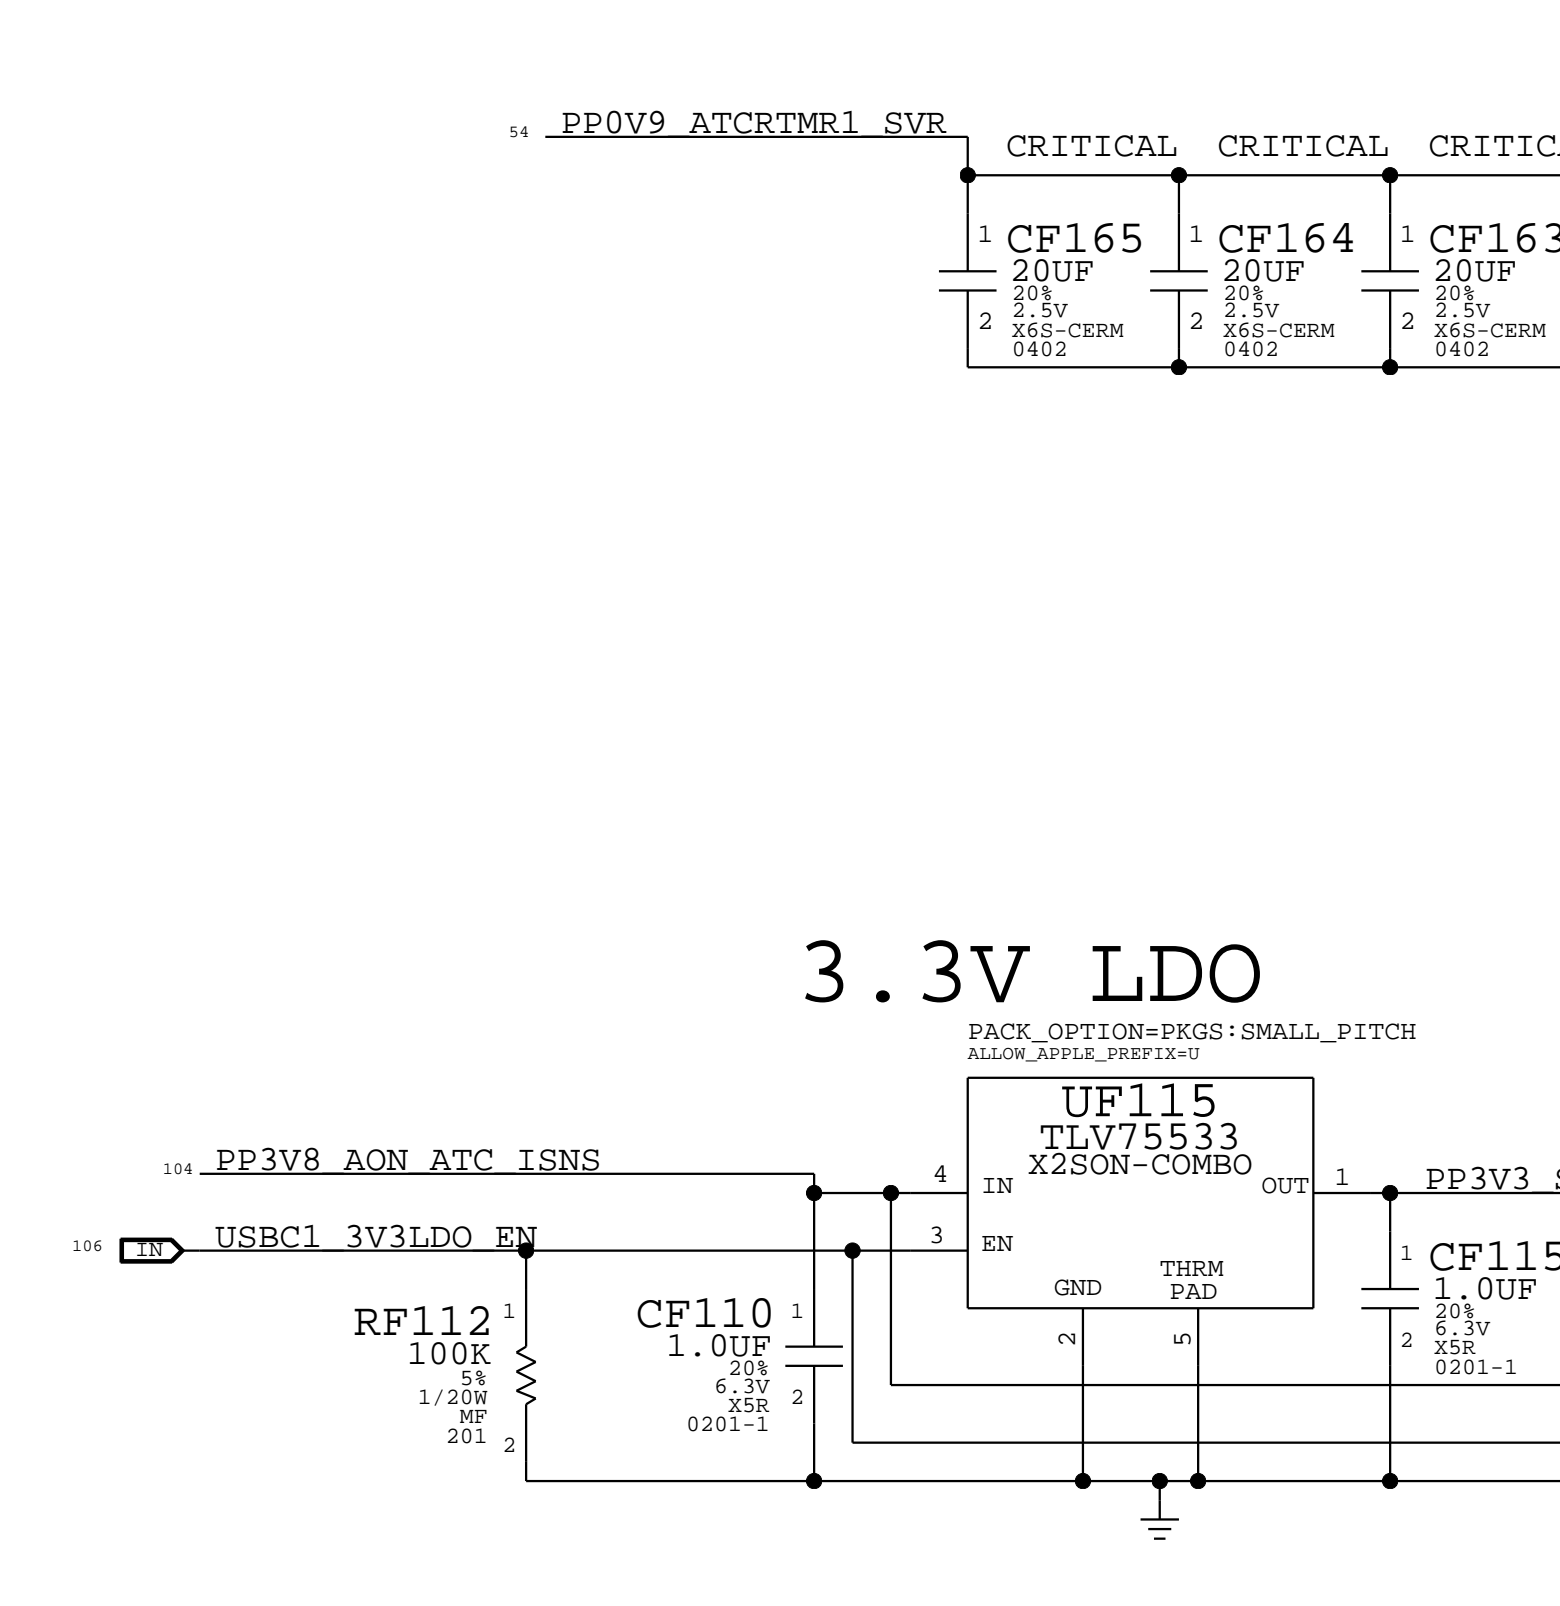 54 PP0V9_ATCRTMR1_SVR
CRITICAL CRITICAL
1 CF165
20UF
20%
2.5V
2 X6S-CERM
0402
1 CF164
20UF
20%
2.5V
2 X6S-CERM
0402
1 CF163
20UF
20%
2.5V
2 X6S-CERM
0402
3.3V LDO
PACK_OPTION=PKGS:SMALL_PITCH
ALLOW_APPLE_PREFIX=U
UF115
TLV75533
X2SON-COMBO
104 PP3V8_AON_ATC_ISNS
4 IN
OUT 1
PP3V3
106 IN USBC1_3V3LDO_EN
3 EN
GND
THRM
PAD
2
5
RF112 1
100K
5%
1/20W
MF
201 2
CF110 1
1.0UF
20%
6.3V
X5R 2
0201-1
1 CF115
1.0UF
20%
6.3V
2 X5R
0201-1